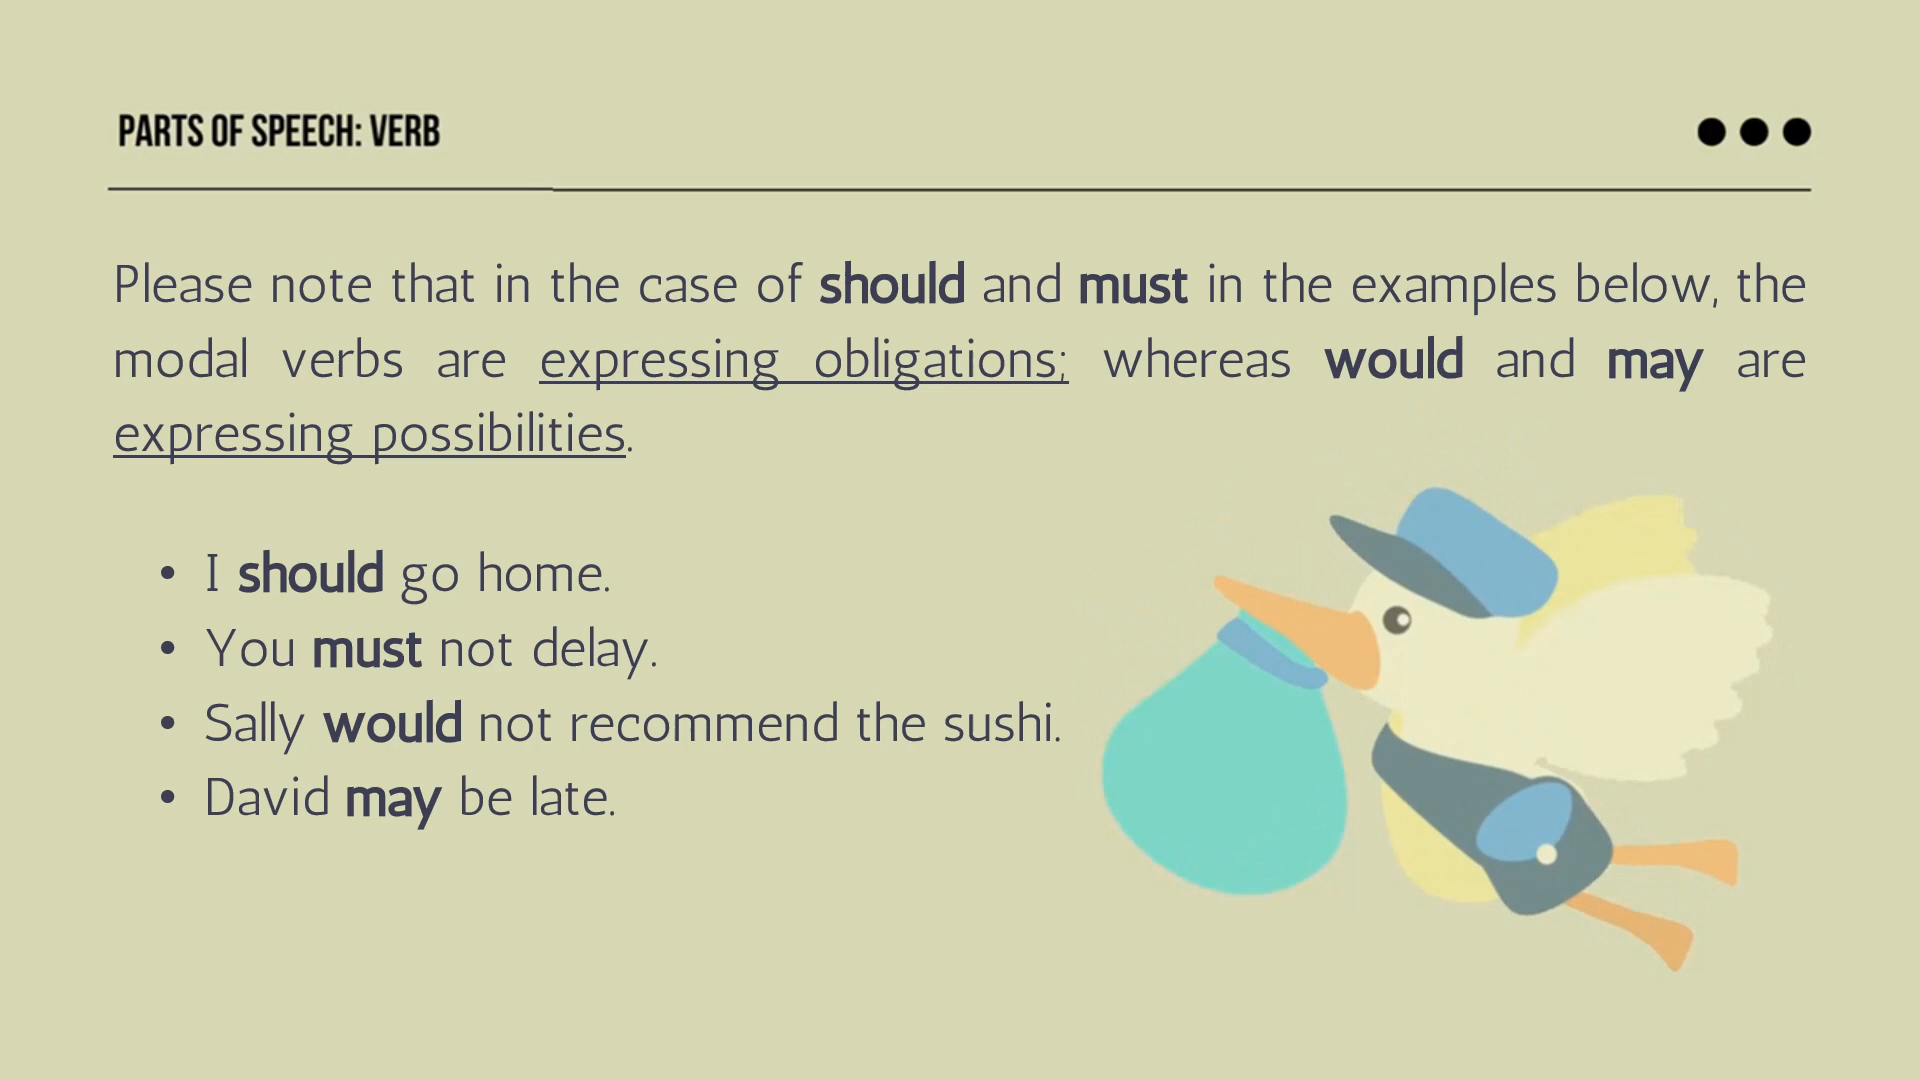 PARTS OF SPEECH: VERB
Please note that in the case of should and must in the examples below, the
modal verbs are expressing obligations; whereas would and may are
expressing possibilities.
• I should go home.
• You must not delay.
• Sally would not recommend the sushi.
• David may be late.